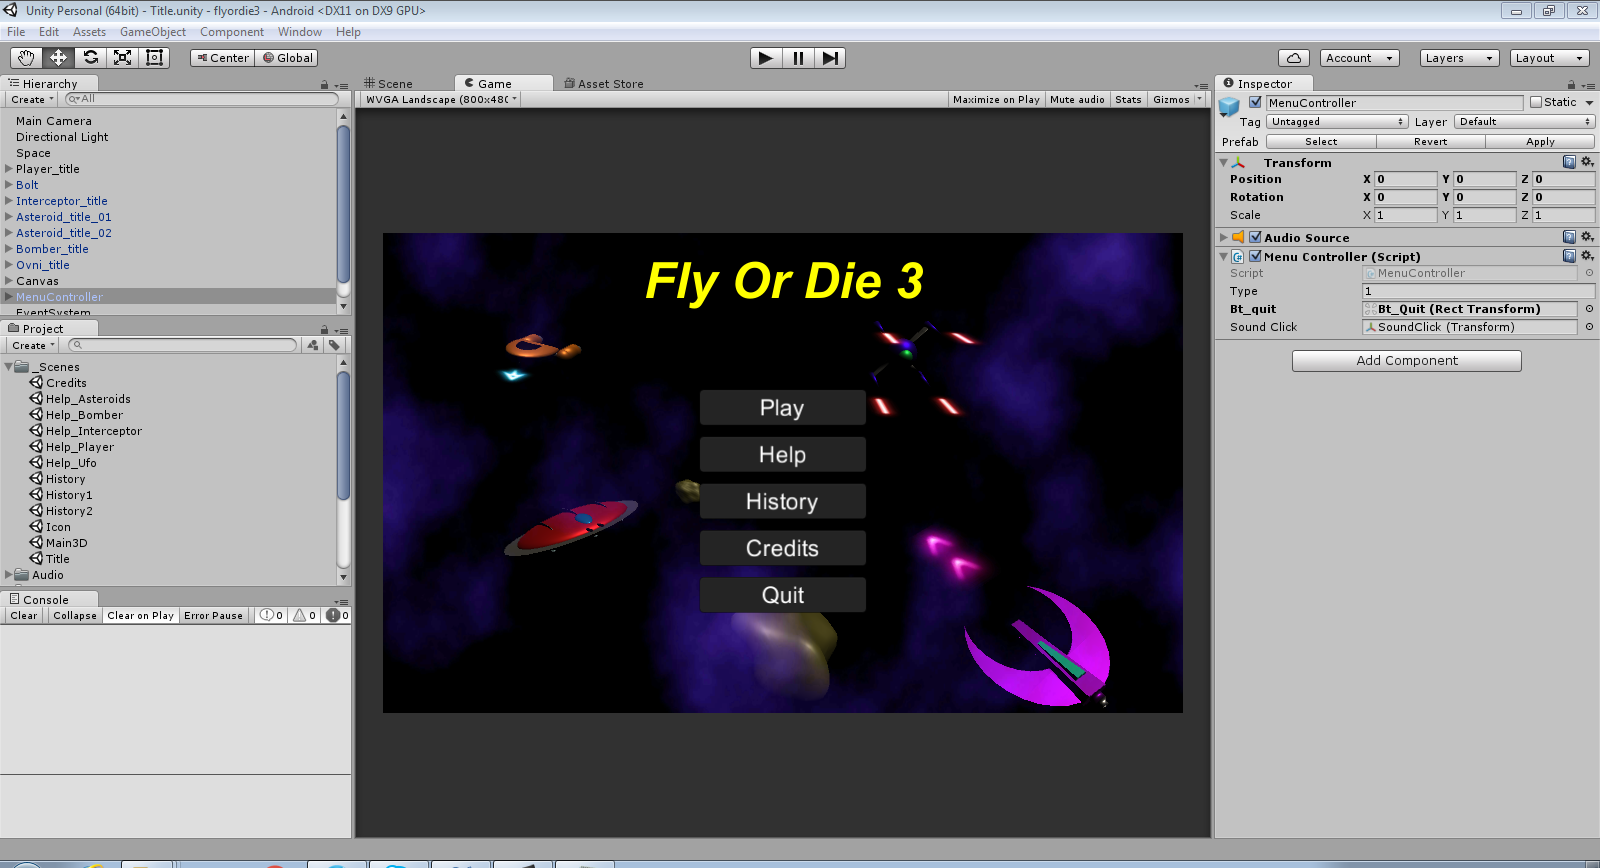 Unity Personal (64bit) - Title.unity - flyordie3 - Android <DX11 on DX9 GPU>
File Edit Assets GameObject Component Window Help
Center Global Account Layers Layout
Hierarchy
Create All
Main Camera
Directional Light
Space
Player_title
Bolt
Interceptor_title
Asteroid_title_01
Asteroid_title_02
Bomber_title
Ovni_title
Canvas
MenuController
EventSystem
Project
Create
_Scenes
Credits
Help_Asteroids
Help_Bomber
Help_Interceptor
Help_Player
Help_Ufo
History
History1
History2
Icon
Main3D
Title
Audio
Console
Clear Collapse Clear on Play Error Pause 0 0 0
Scene Game Asset Store
WVGA Landscape (800x480 Maximize on Play Mute audio Stats Gizmos
Fly Or Die 3
Play
Help
History
Credits
Quit
Inspector
MenuController Static
Tag Untagged Layer Default
Prefab Select Revert Apply
Transform
Position X 0 Y 0 Z 0
Rotation X 0 Y 0 Z 0
Scale X 1 Y 1 Z 1
Audio Source
Menu Controller (Script)
Script MenuController
Type 1
Bt_quit Bt_Quit (Rect Transform)
Sound Click SoundClick (Transform)
Add Component